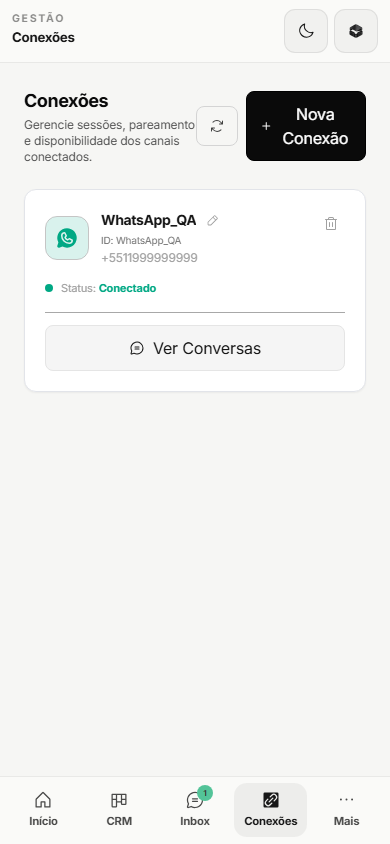 GESTÃO
Conexões
Conexões
Gerencie sessões, pareamento
e disponibilidade dos canais
conectados.
Nova
Conexão
WhatsApp_QA
ID: WhatsApp_QA
+5511999999999
Status: Conectado
Ver Conversas
1
Início
CRM
Inbox
Conexões
Mais